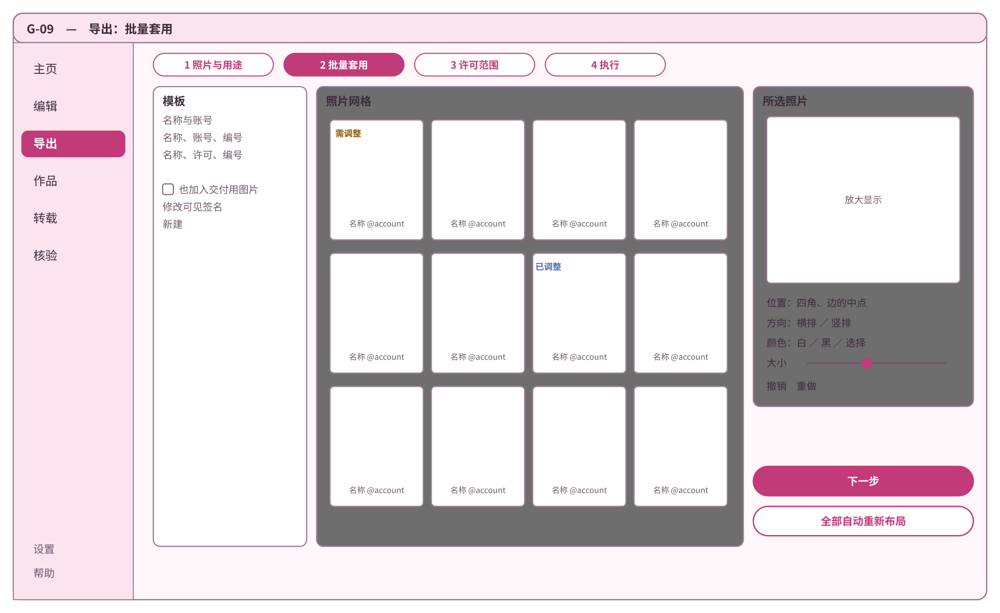 G-09 — 导出：批量套用
主页
编辑
导出
作品
转载
核验
设置
帮助
1 照片与用途
2 批量套用
3 许可范围
4 执行
模板
名称与账号
名称、账号、编号
名称、许可、编号
也加入交付用图片
修改可见签名
新建
照片网格
需调整
名称 @account
名称 @account
名称 @account
名称 @account
已调整
名称 @account
名称 @account
名称 @account
名称 @account
名称 @account
名称 @account
名称 @account
名称 @account
所选照片
放大显示
位置：四角、边的中点
方向：横排 ／ 竖排
颜色：白 ／ 黑 ／ 选择
大小
撤销 重做
下一步
全部自动重新布局